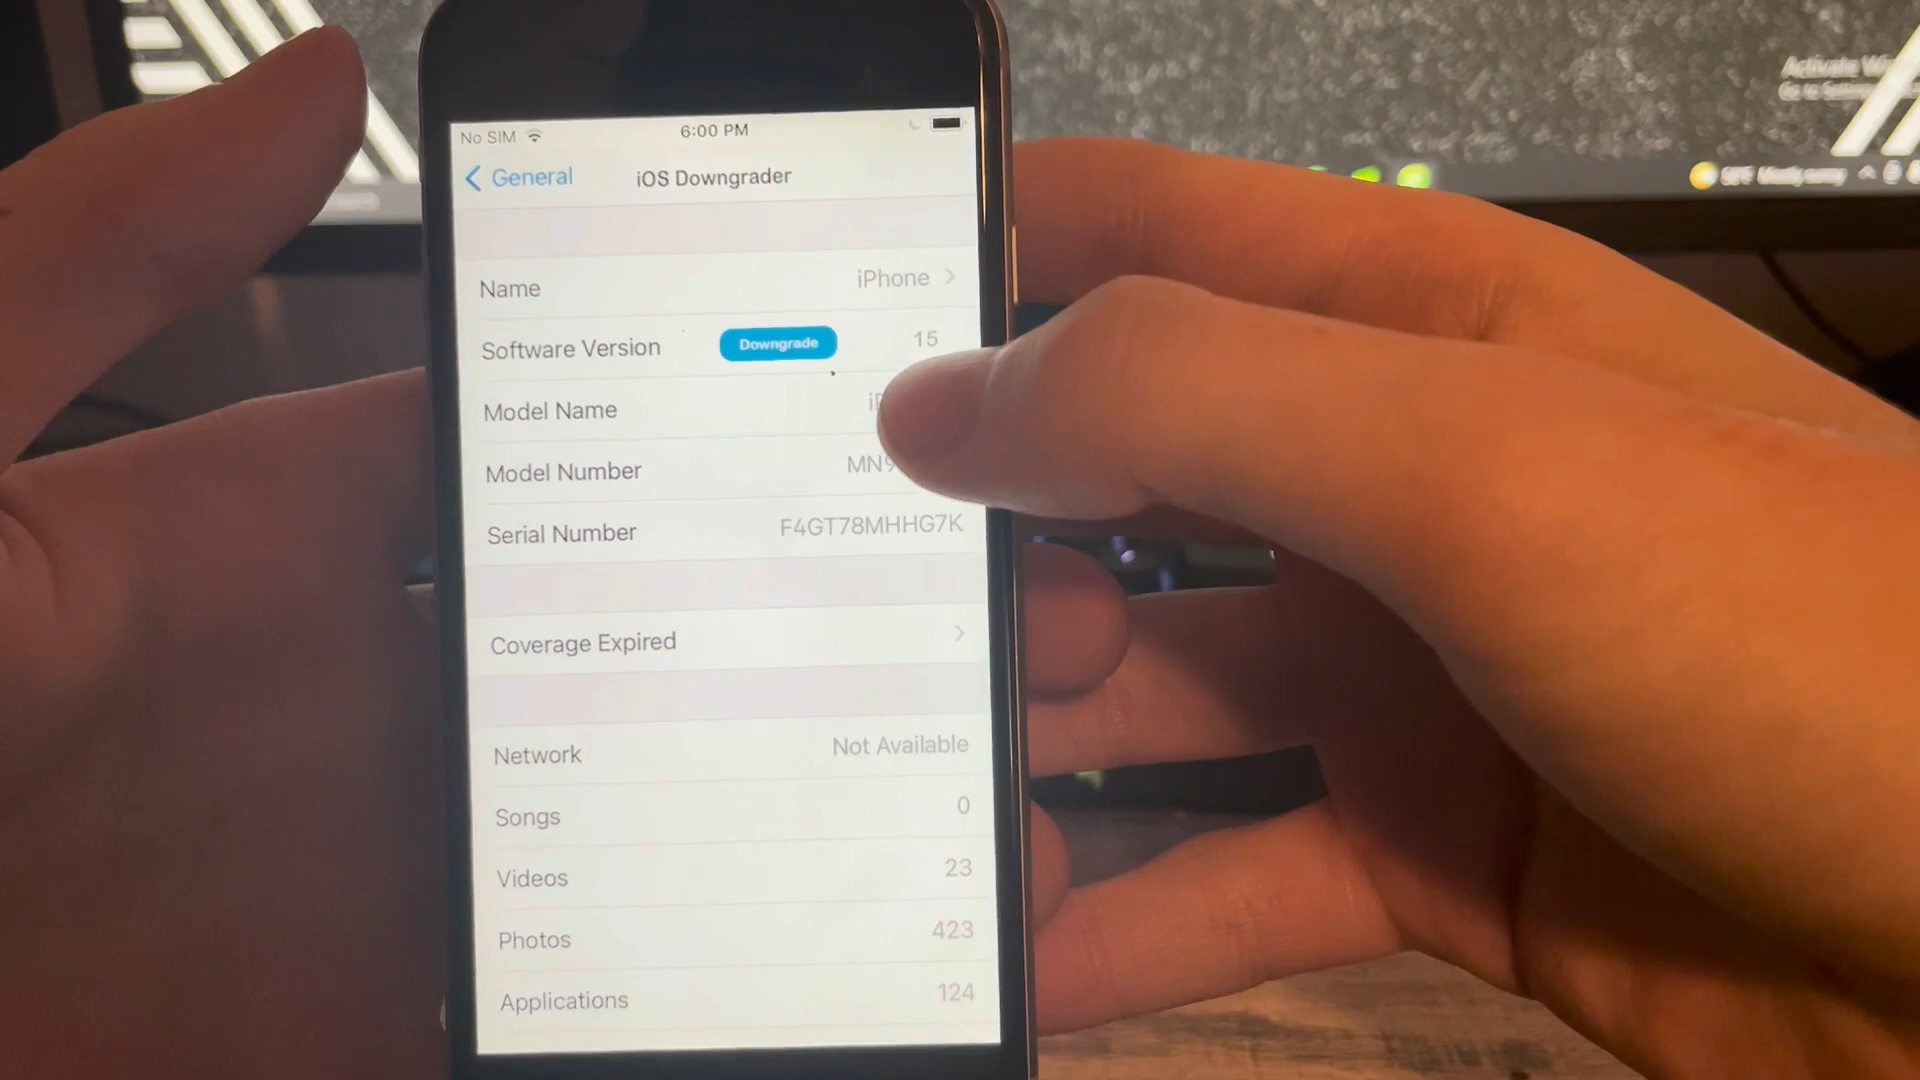 No SIM
6:00 PM
General
iOS Downgrader
Name
iPhone
Software Version
Downgrade
15
Model Name
Model Number
Serial Number
F4GT78MHHG7K
Coverage Expired
Network
Not Available
Songs
0
Videos
23
Photos
423
Applications
124
Activate